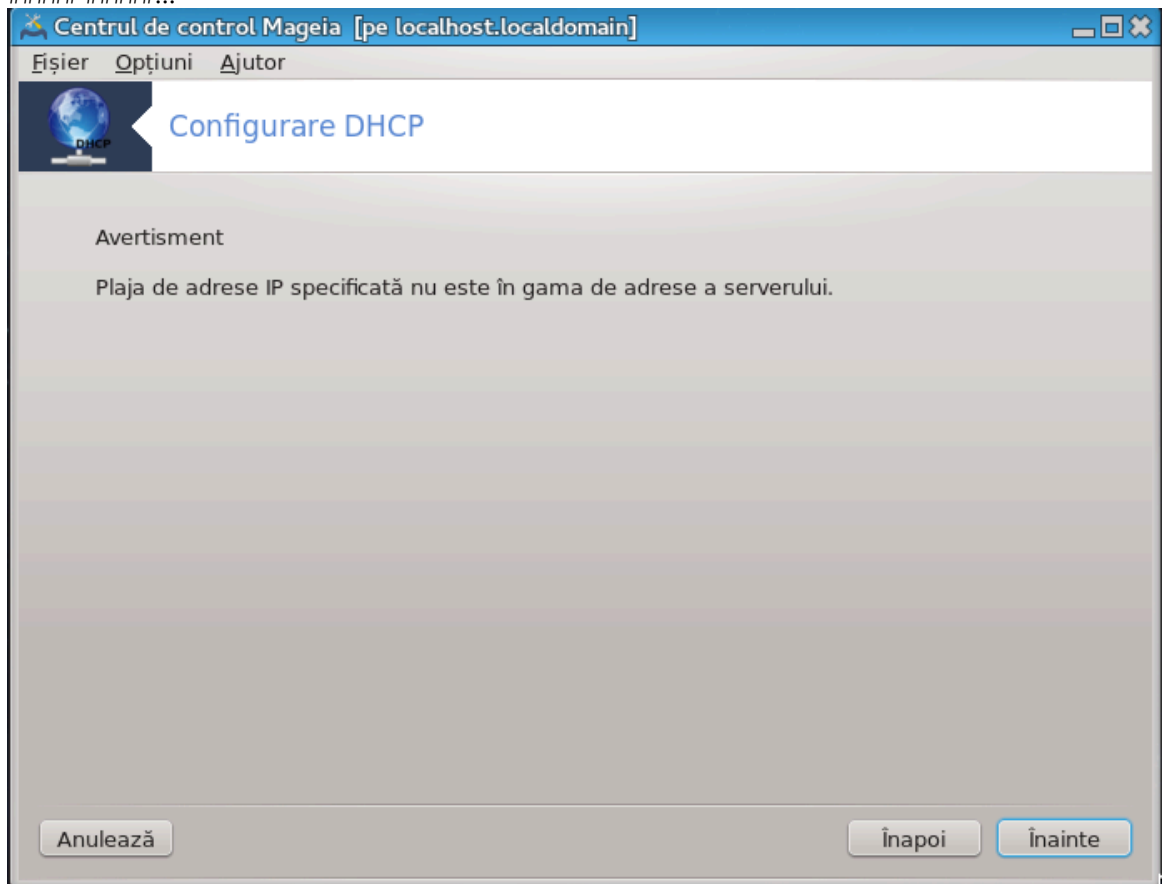 Centrul de control Mageia [pe localhost.localdomain]
Fișier Opțiuni Ajutor
DHCP
Configurare DHCP
Avertisment
Plaja de adrese IP specificată nu este în gama de adrese a serverului.
Anulează Înapoi Înainte